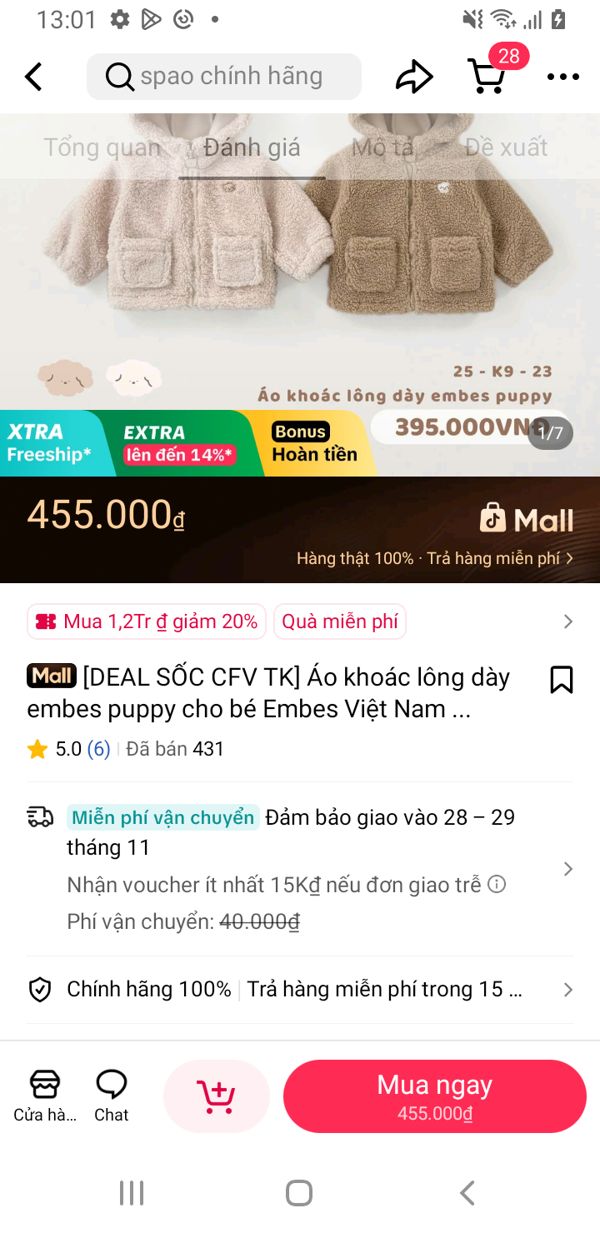 13:01
spao chính hãng
28
Tổng quan Đánh giá Mô tả Đề xuất
25 - K9 - 23
Áo khoác lông dày embes puppy
395.000VNĐ
1/7
XTRA
Freeship*
EXTRA
lên đến 14%*
Bonus
Hoàn tiền
455.000đ
Mall
Hàng thật 100% · Trả hàng miễn phí >
Mua 1,2Tr đ giảm 20% Quà miễn phí
Mall [DEAL SỐC CFV TK] Áo khoác lông dày
embes puppy cho bé Embes Việt Nam ...
5.0 (6) Đã bán 431
Miễn phí vận chuyển Đảm bảo giao vào 28 – 29
tháng 11
Nhận voucher ít nhất 15Kđ nếu đơn giao trễ
Phí vận chuyển: 40.000đ
Chính hãng 100% Trả hàng miễn phí trong 15 ...
Cửa hà... Chat
Mua ngay
455.000đ